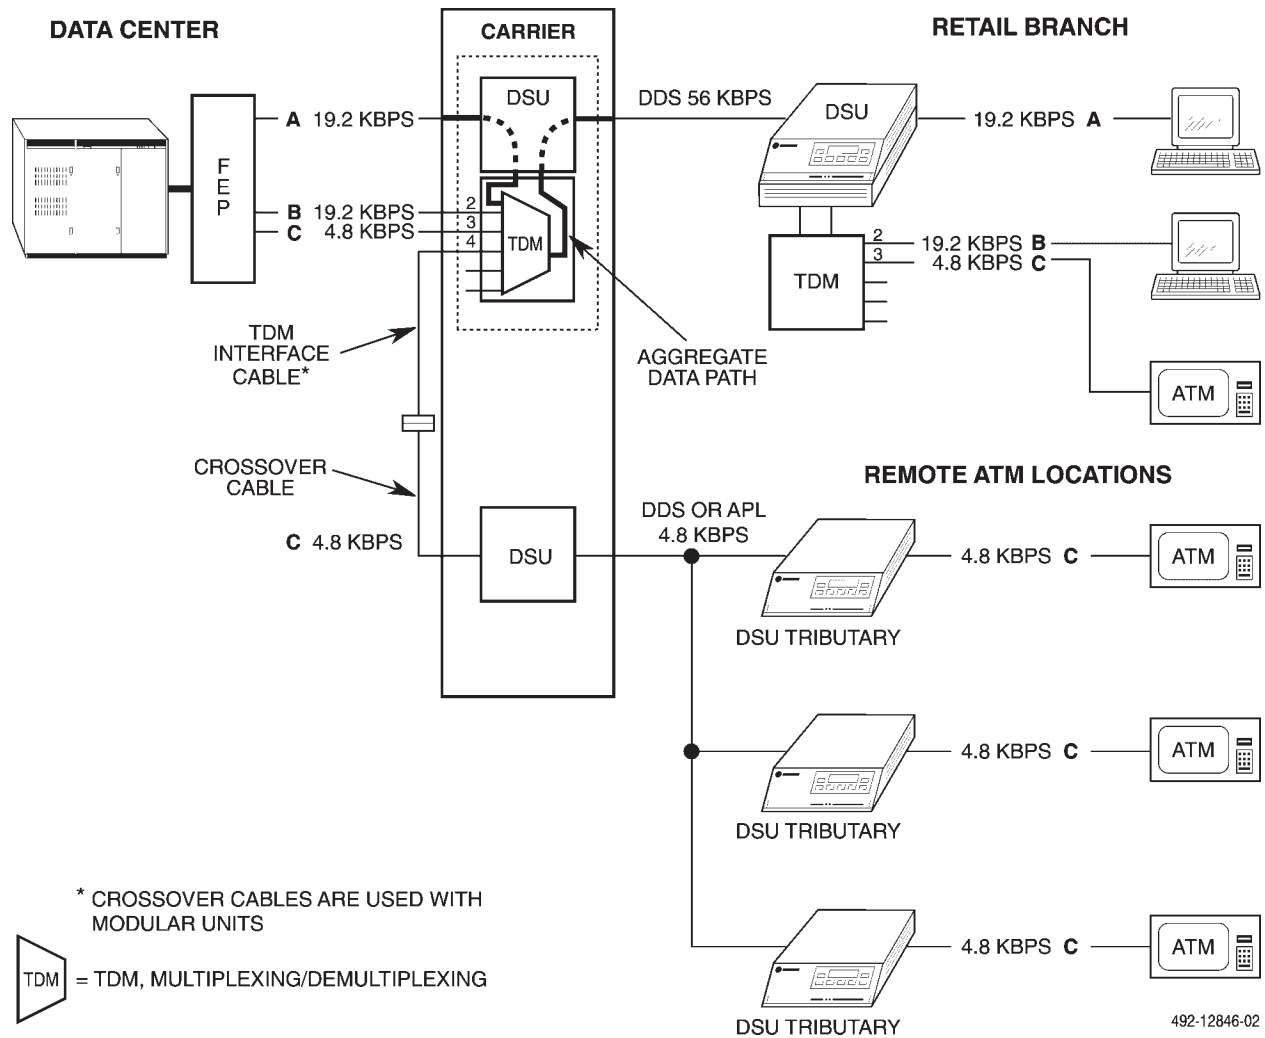 DATA CENTER
CARRIER
RETAIL BRANCH
DSU
DDS 56 KBPS
DSU
A 19.2 KBPS
19.2 KBPS A
F
E
P
B 19.2 KBPS
2
C 4.8 KBPS
3
4
TDM
2
19.2 KBPS B
3
4.8 KBPS C
TDM
TDM
INTERFACE
CABLE*
AGGREGATE
DATA PATH
ATM
CROSSOVER
CABLE
REMOTE ATM LOCATIONS
DDS OR APL
4.8 KBPS
C 4.8 KBPS
DSU
4.8 KBPS C
ATM
DSU TRIBUTARY
4.8 KBPS C
ATM
DSU TRIBUTARY
* CROSSOVER CABLES ARE USED WITH
MODULAR UNITS
4.8 KBPS C
ATM
TDM
= TDM, MULTIPLEXING/DEMULTIPLEXING
DSU TRIBUTARY
492-12846-02